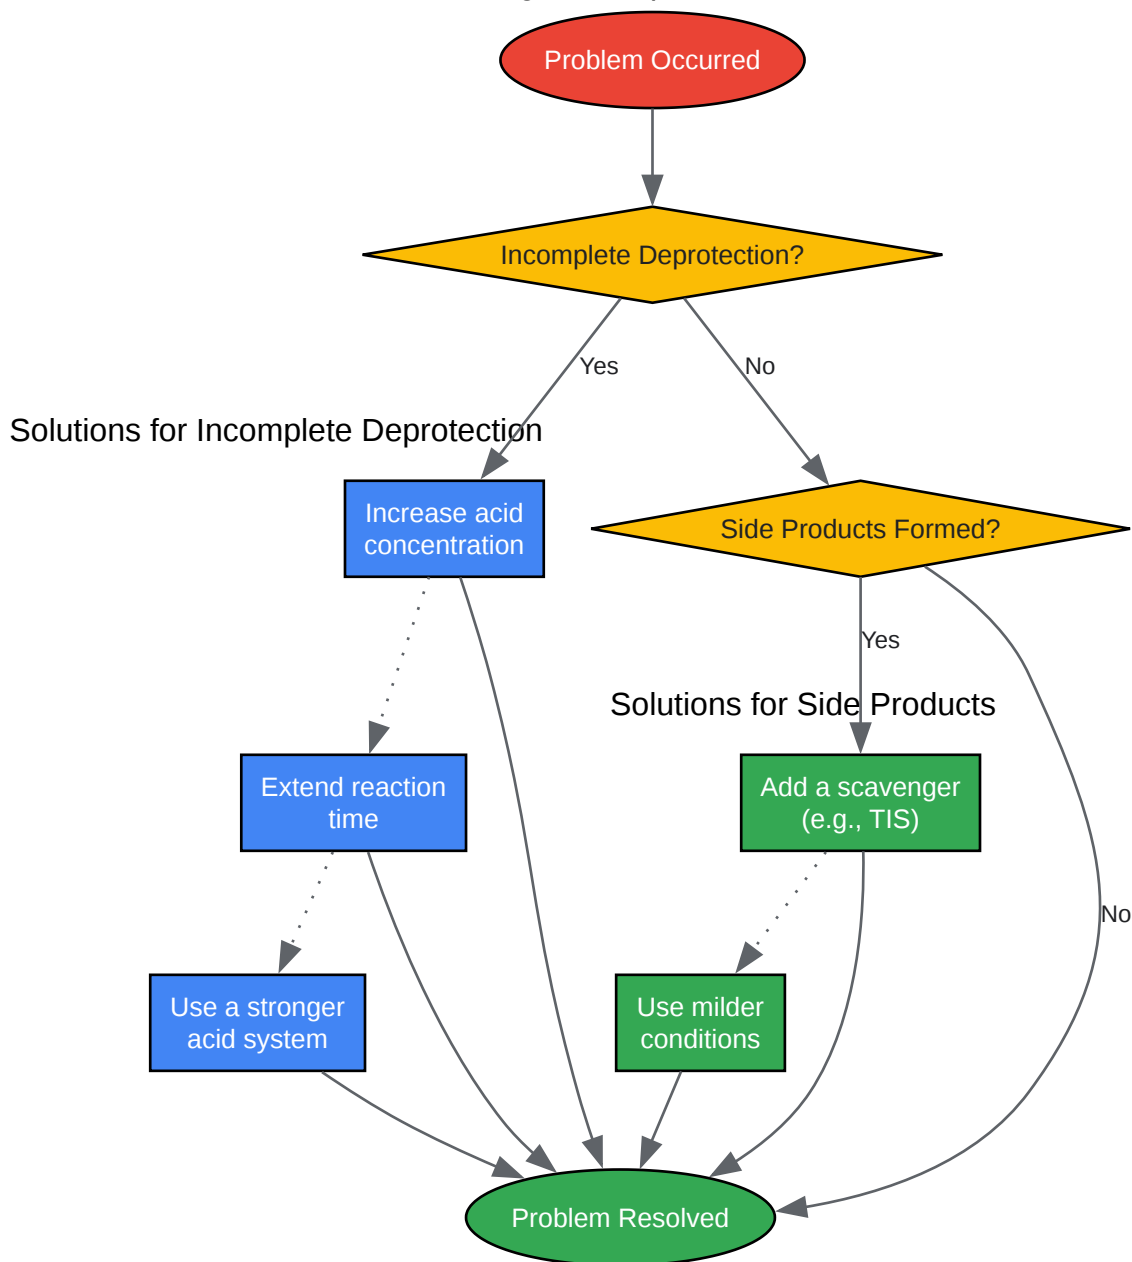 Problem Occurred
Incomplete Deprotection?
Yes
No
Solutions for Incomplete Deprotection
Increase acid
concentration
Side Products Formed?
Yes
Solutions for Side Products
Extend reaction
time
Add a scavenger
(e.g., TIS)
No
Use a stronger
acid system
Use milder
conditions
Problem Resolved